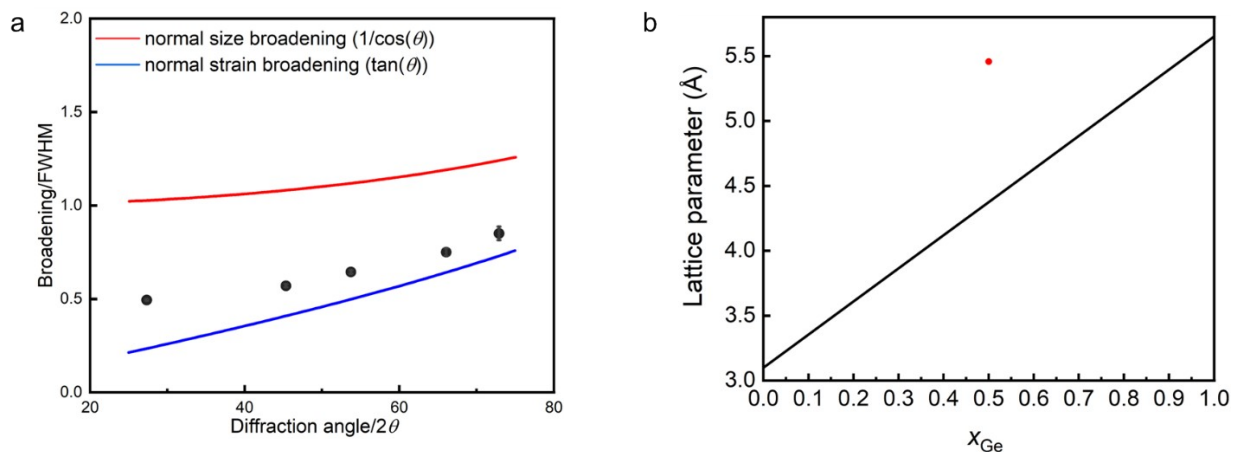 a
2.0
normal size broadening (1/cos(θ))
normal strain broadening (tan(θ))
1.5
1.0
0.5
0.0
20
40
60
80
Broadening/FWHM
Diffraction angle/2θ
b
5.5
5.0
4.5
4.0
3.5
3.0
0.0 0.1 0.2 0.3 0.4 0.5 0.6 0.7 0.8 0.9 1.0
Lattice parameter (Å)
xGe